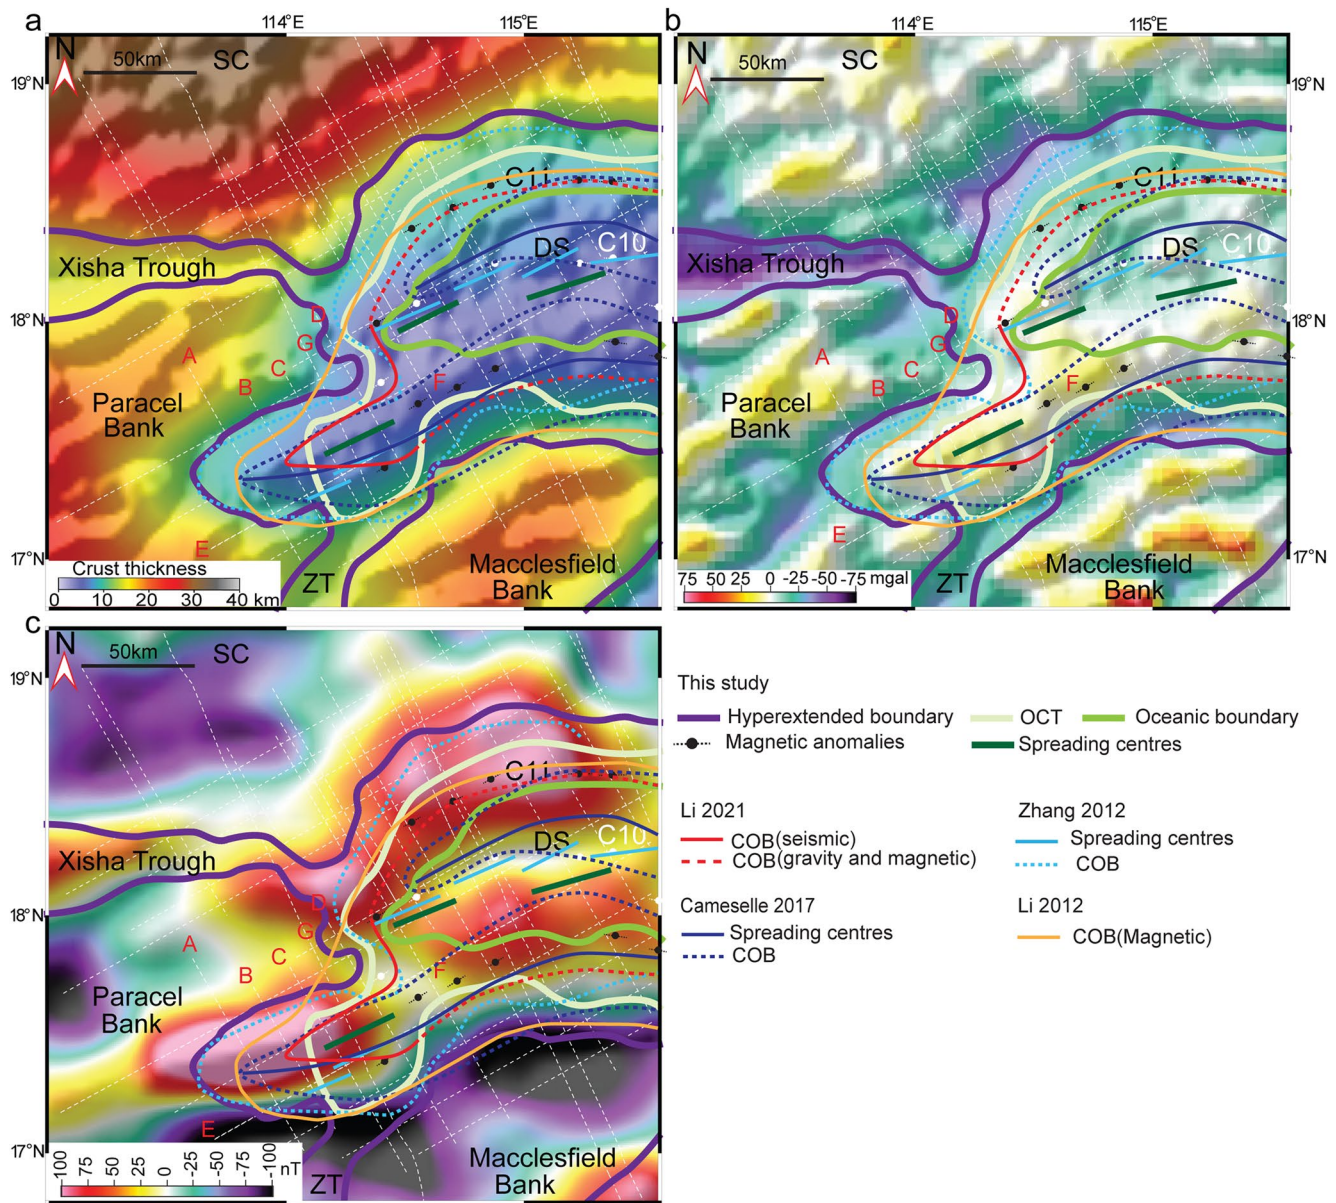 a
114°E
115°E
N
50km
SC
19°N
C11
DS
C10
Xisha Trough
18°N
D
G
A
C
B
F
Paracel
Bank
E
17°N
Crust thickness
0 10 20 30 40 km
ZT
Macclesfield
Bank
b
114°E
115°E
N
50km
SC
19°N
C11
DS
C10
Xisha Trough
18°N
D
G
A
C
B
F
Paracel
Bank
E
17°N
75 50 25 0 -25 -50 -75 mgal
ZT
Macclesfield
Bank
c
N
50km
SC
19°N
C11
DS
C10
Xisha Trough
18°N
D
G
A
C
B
F
Paracel
Bank
E
17°N
100 75 50 25 0 -25 -50 -75 -100 nT
ZT
Macclesfield
Bank
This study
Hyperextended boundary OCT Oceanic boundary
Magnetic anomalies Spreading centres
Li 2021
COB(seismic)
COB(gravity and magnetic)
Zhang 2012
Spreading centres
COB
Cameselle 2017
Spreading centres
COB
Li 2012
COB(Magnetic)